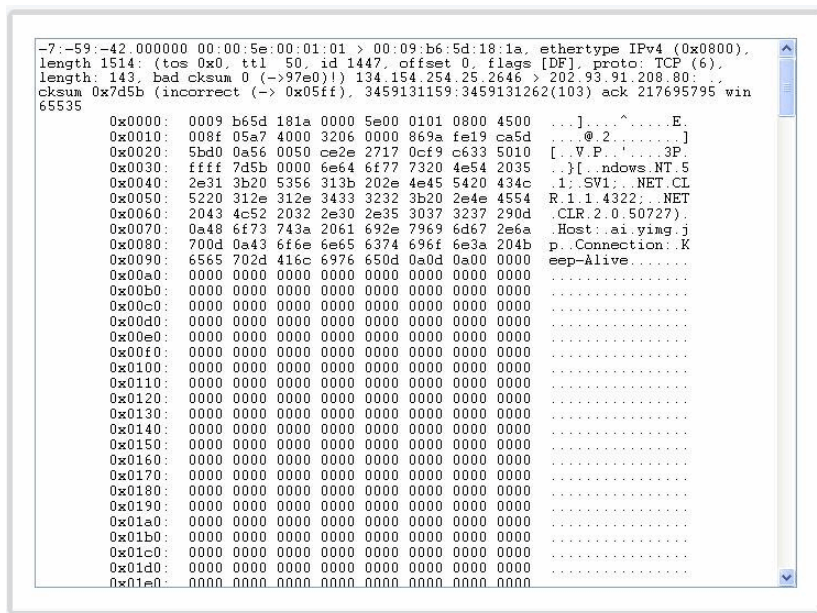 -7:-59:-42.000000 00:00:5e:00:01:01 > 00:09:b6:5d:18:1a, ethertype IPv4 (0x0800),
length 1514: (tos 0x0, ttl  50, id 1447, offset 0, flags [DF], proto: TCP (6),
length: 143, bad cksum 0 (->97e0)!) 134.154.254.25.2646 > 202.93.91.208.80: .,
cksum 0x7d5b (incorrect (-> 0x05ff), 3459131159:3459131262(103) ack 217695795 win
65535
0x0000:  0009 b65d 181a 0000 5e00 0101 0800 4500  ...]....^.....E.
0x0010:  008f 05a7 4000 3206 0000 869a fe19 ca5d  ....@.2........]
0x0020:  5bd0 0a56 0050 ce2e 2717 0cf9 c633 5010  [..V.P..'....3P.
0x0030:  ffff 7d5b 0000 6e64 6f77 7320 4e54 2035  ..}[..ndows.NT.5
0x0040:  2e31 3b20 5356 313b 202e 4e45 5420 434c  .1;.SV1;..NET.CL
0x0050:  5220 312e 312e 3433 3232 3b20 2e4e 4554  R.1.1.4322;..NET
0x0060:  2043 4c52 2032 2e30 2e35 3037 3237 290d  .CLR.2.0.50727).
0x0070:  0a48 6f73 743a 2061 692e 7969 6d67 2e6a  .Host:.ai.yimg.j
0x0080:  700d 0a43 6f6e 6e65 6374 696f 6e3a 204b  p..Connection:.K
0x0090:  6565 702d 416c 6976 650d 0a0d 0a00 0000  eep-Alive.......
0x00a0:  0000 0000 0000 0000 0000 0000 0000 0000  ................
0x00b0:  0000 0000 0000 0000 0000 0000 0000 0000  ................
0x00c0:  0000 0000 0000 0000 0000 0000 0000 0000  ................
0x00d0:  0000 0000 0000 0000 0000 0000 0000 0000  ................
0x00e0:  0000 0000 0000 0000 0000 0000 0000 0000  ................
0x00f0:  0000 0000 0000 0000 0000 0000 0000 0000  ................
0x0100:  0000 0000 0000 0000 0000 0000 0000 0000  ................
0x0110:  0000 0000 0000 0000 0000 0000 0000 0000  ................
0x0120:  0000 0000 0000 0000 0000 0000 0000 0000  ................
0x0130:  0000 0000 0000 0000 0000 0000 0000 0000  ................
0x0140:  0000 0000 0000 0000 0000 0000 0000 0000  ................
0x0150:  0000 0000 0000 0000 0000 0000 0000 0000  ................
0x0160:  0000 0000 0000 0000 0000 0000 0000 0000  ................
0x0170:  0000 0000 0000 0000 0000 0000 0000 0000  ................
0x0180:  0000 0000 0000 0000 0000 0000 0000 0000  ................
0x0190:  0000 0000 0000 0000 0000 0000 0000 0000  ................
0x01a0:  0000 0000 0000 0000 0000 0000 0000 0000  ................
0x01b0:  0000 0000 0000 0000 0000 0000 0000 0000  ................
0x01c0:  0000 0000 0000 0000 0000 0000 0000 0000  ................
0x01d0:  0000 0000 0000 0000 0000 0000 0000 0000  ................
0x01e0:  0000 0000 0000 0000 0000 0000 0000 0000